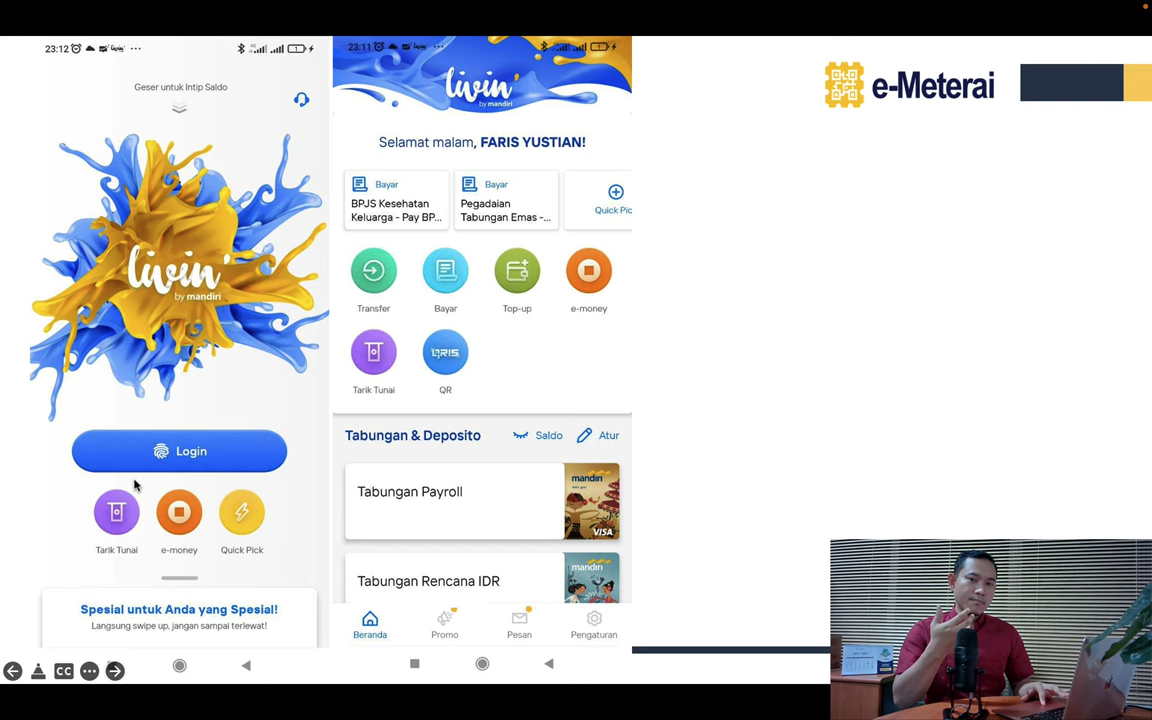 23:12
Geser untuk Intip Saldo
livin'
by mandiri
Login
Tarik Tunai
e-money
Quick Pick
Spesial untuk Anda yang Spesial!
Langsung swipe up, jangan sampai terlewat!
CC
23:11
livin'
by mandiri
Selamat malam, FARIS YUSTIAN!
Bayar
BPJS Kesehatan
Keluarga - Pay BP...
Bayar
Pegadaian
Tabungan Emas -...
Quick Pic
Transfer
Bayar
Top-up
e-money
QRIS
Tarik Tunai
QR
Tabungan & Deposito
Saldo
Atur
Tabungan Payroll
mandiri
VISA
Tabungan Rencana IDR
mandiri
Beranda
Promo
Pesan
Pengaturan
e-Meterai